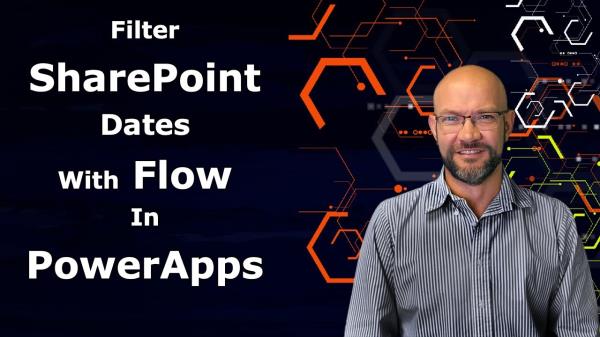 Filter
SharePoint
Dates
With Flow
In
PowerApps